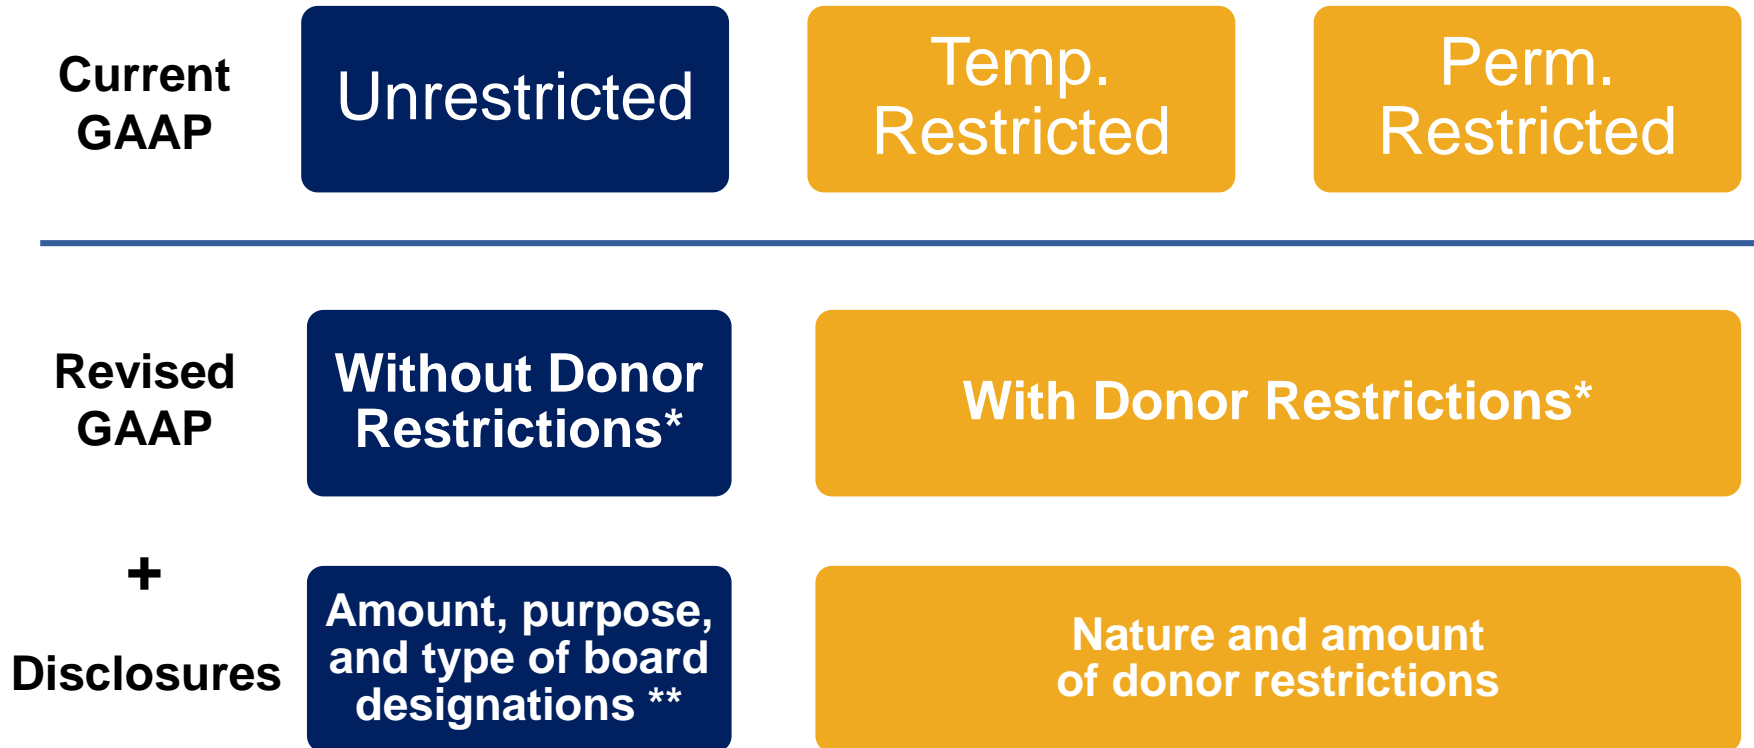 Current
GAAP
Unrestricted
Temp.
Restricted
Perm.
Restricted
Revised
GAAP
Without Donor
Restrictions*
With Donor Restrictions*
+
Disclosures
Amount, purpose,
and type of board
designations **
Nature and amount
of donor restrictions